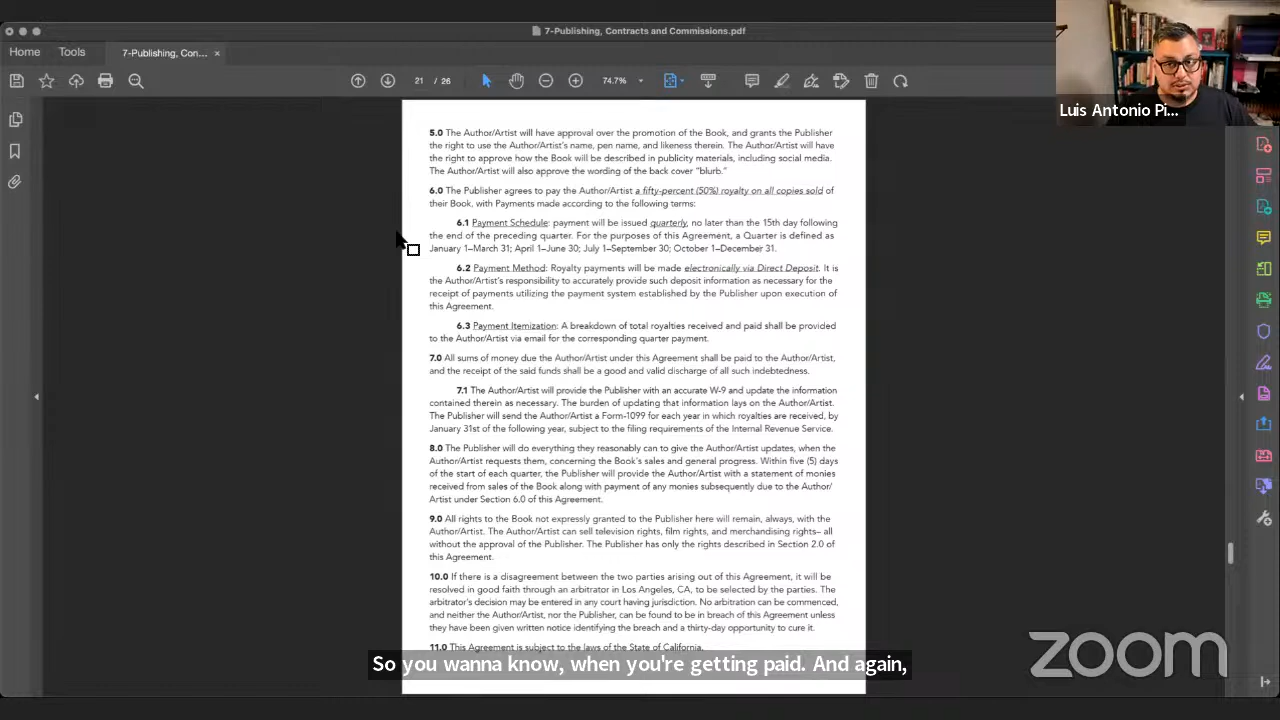 7-Publishing, Contracts and Commissions.pdf
Home Tools 7-Publishing, Con... ×
21 / 26 74.7%
Luis Antonio Pi...
5.0 The Author/Artist will have approval over the promotion of the Book, and grants the Publisher
the right to use the Author/Artist's name, pen name, and likeness therein. The Author/Artist will have
the right to approve how the Book will be described in publicity materials, including social media.
The Author/Artist will also approve the wording of the back cover "blurb."
6.0 The Publisher agrees to pay the Author/Artist a fifty-percent (50%) royalty on all copies sold of
their Book, with Payments made according to the following terms:
6.1 Payment Schedule: payment will be issued quarterly, no later than the 15th day following
the end of the preceding quarter. For the purposes of this Agreement, a Quarter is defined as
January 1–March 31; April 1–June 30; July 1–September 30; October 1–December 31.
6.2 Payment Method: Royalty payments will be made electronically via Direct Deposit. It is
the Author/Artist's responsibility to accurately provide such deposit information as necessary for the
receipt of payments utilizing the payment system established by the Publisher upon execution of
this Agreement.
6.3 Payment Itemization: A breakdown of total royalties received and paid shall be provided
to the Author/Artist via email for the corresponding quarter payment.
7.0 All sums of money due the Author/Artist under this Agreement shall be paid to the Author/Artist,
and the receipt of the said funds shall be a good and valid discharge of all such indebtedness.
7.1 The Author/Artist will provide the Publisher with an accurate W-9 and update the information
contained therein as necessary. The burden of updating that information lays on the Author/Artist.
The Publisher will send the Author/Artist a Form-1099 for each year in which royalties are received, by
January 31st of the following year, subject to the filing requirements of the Internal Revenue Service.
8.0 The Publisher will do everything they reasonably can to give the Author/Artist updates, when the
Author/Artist requests them, concerning the Book's sales and general progress. Within five (5) days
of the start of each quarter, the Publisher will provide the Author/Artist with a statement of monies
received from sales of the Book along with payment of any monies subsequently due to the Author/
Artist under Section 6.0 of this Agreement.
9.0 All rights to the Book not expressly granted to the Publisher here will remain, always, with the
Author/Artist. The Author/Artist can sell television rights, film rights, and merchandising rights– all
without the approval of the Publisher. The Publisher has only the rights described in Section 2.0 of
this Agreement.
10.0 If there is a disagreement between the two parties arising out of this Agreement, it will be
resolved in good faith through an arbitrator in Los Angeles, CA, to be selected by the parties. The
arbitrator's decision may be entered in any court having jurisdiction. No arbitration can be commenced,
and neither the Author/Artist, nor the Publisher, can be found to be in breach of this Agreement unless
they have been given written notice identifying the breach and a thirty-day opportunity to cure it.
11.0 This Agreement is subject to the laws of the State of California.
So you wanna know, when you're getting paid. And again,
zoom